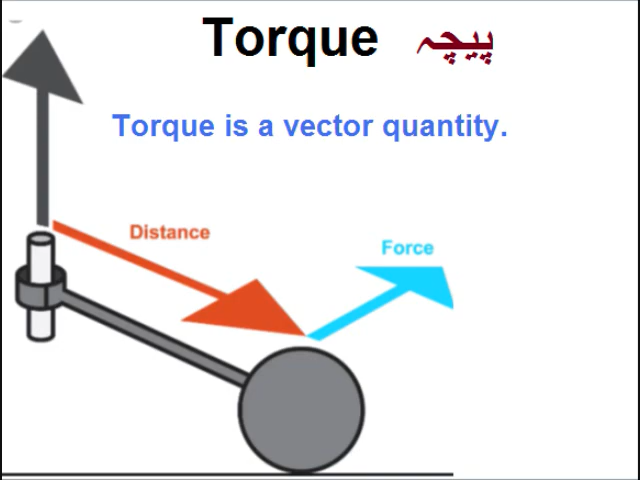 Torque پیچہ
Torque is a vector quantity.
Distance
Force